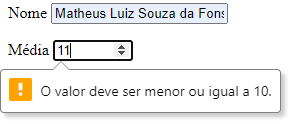 Nome Matheus Luiz Souza da Fons
Média 11
! O valor deve ser menor ou igual a 10.